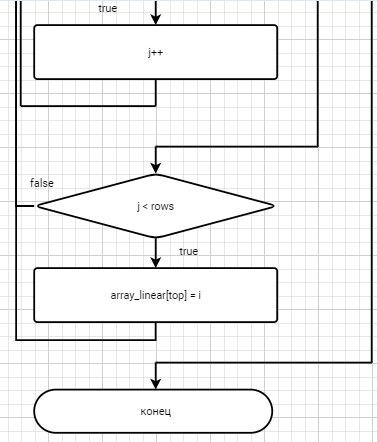 true
j++
false
j < rows
true
array_linear[top] = i
конец